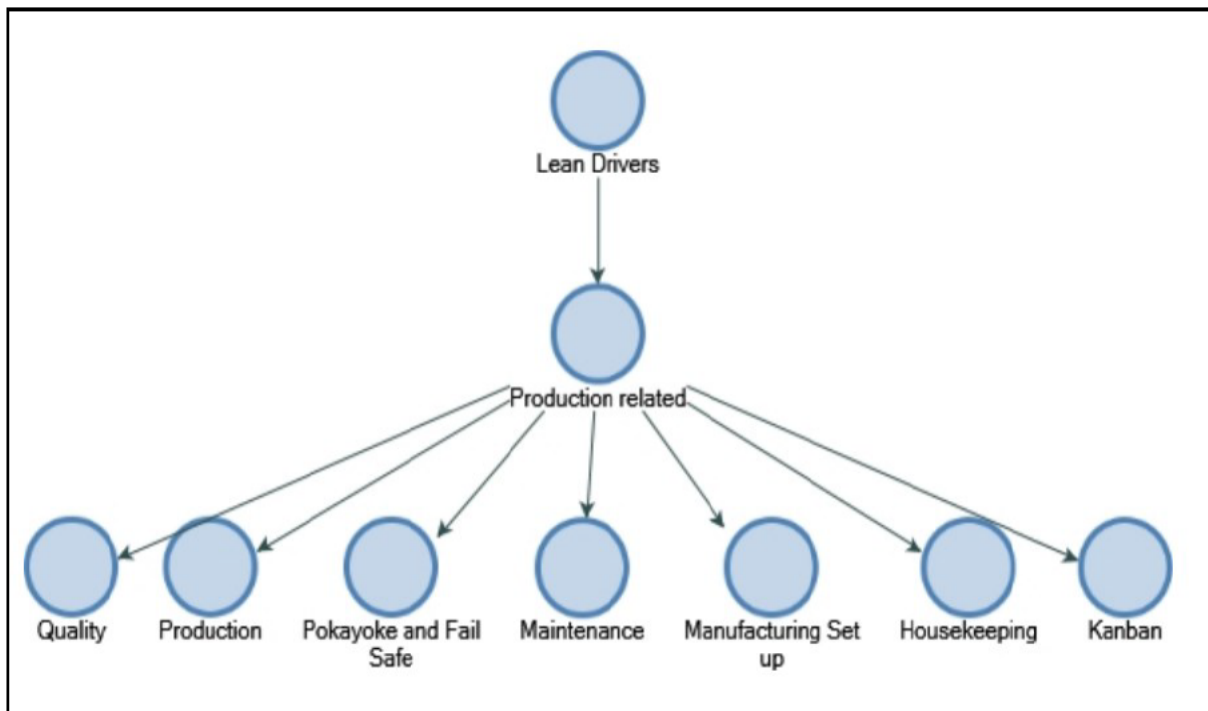 Lean Drivers
Production related
Quality
Production
Pokayoke and Fail
Safe
Maintenance
Manufacturing Set
up
Housekeeping
Kanban